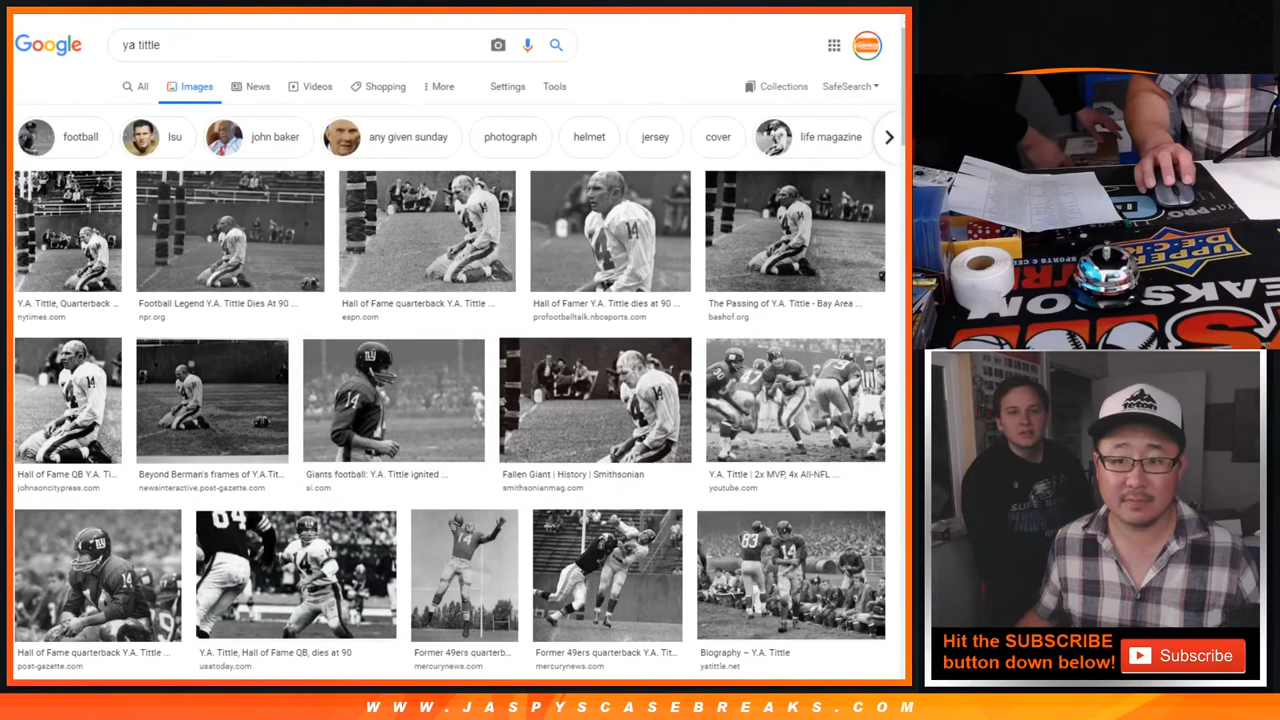 Google
ya tittle
All
Images
News
Videos
Shopping
More
Settings
Tools
Collections
SafeSearch
football
lsu
john baker
any given sunday
photograph
helmet
jersey
cover
life magazine
Y.A. Tittle, Quarterback ...
nytimes.com
Football Legend Y.A. Tittle Dies At 90 ...
npr.org
Hall of Fame quarterback Y.A. Tittle ...
espn.com
Hall of Famer Y.A. Tittle dies at 90 ...
profootballtalk.nbcsports.com
The Passing of Y.A. Tittle - Bay Area ...
bashof.org
Hall of Fame QB Y.A. Ti...
johnsoncitypress.com
Beyond Berman's frames of Y.A.Tit...
newsinteractive.post-gazette.com
Giants football: Y.A. Tittle ignited ...
si.com
Fallen Giant | History | Smithsonian
smithsonianmag.com
Y.A. Tittle | 2x MVP, 4x All-NFL ...
youtube.com
Hall of Fame quarterback Y.A. Tittle ...
post-gazette.com
Y.A. Tittle, Hall of Fame QB, dies at 90
usatoday.com
Former 49ers quarterb...
mercurynews.com
Former 49ers quarterback Y.A. Tit...
mercurynews.com
Biography – Y.A. Tittle
yatittle.net
UPPER
DECK
teton
Hit the SUBSCRIBE
button down below!
Subscribe
WWW.JASPYSCASEBREAKS.COM